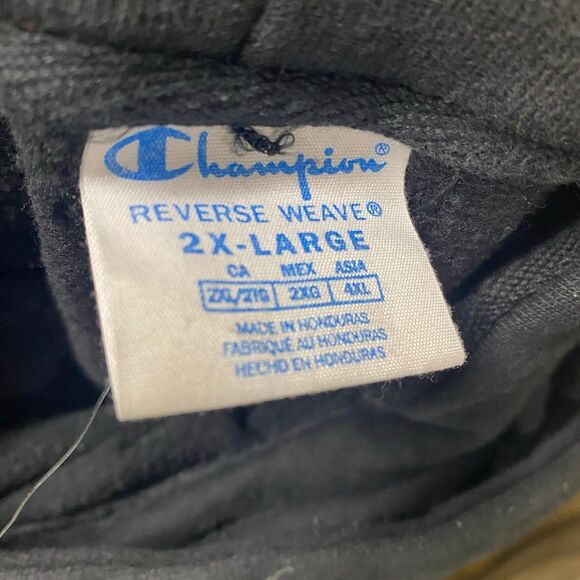 Champion®
REVERSE WEAVE®
2X-LARGE
CA MEX ASIA
2XL/2TG 2XG 4XL
MADE IN HONDURAS
FABRIQUÉ AU HONDURAS
HECHO EN HONDURAS